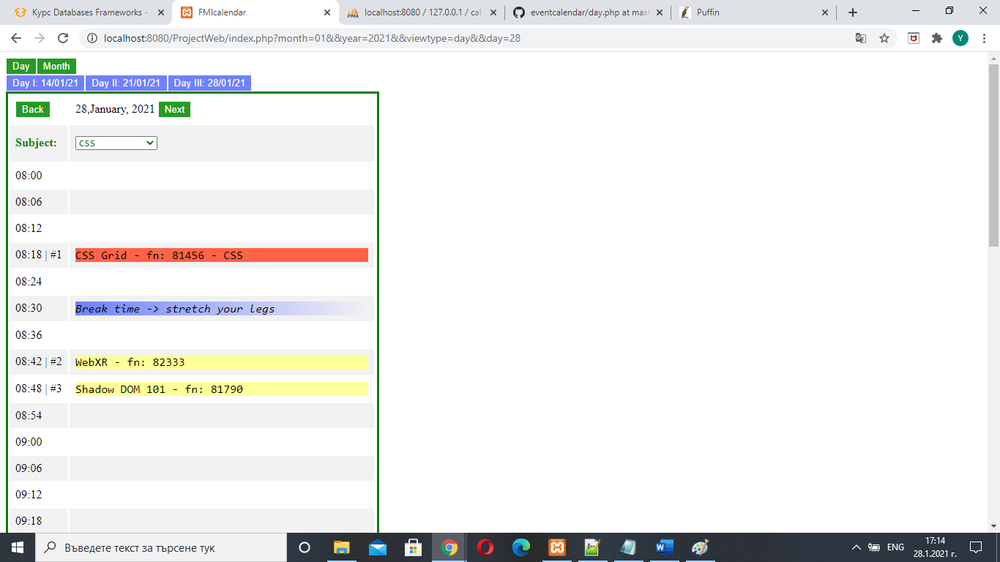 Курс Databases Frameworks -
FMIcalendar
localhost:8080 / 127.0.0.1 / cal
eventcalendar/day.php at mast
Puffin
localhost:8080/ProjectWeb/index.php?month=01&&year=2021&&viewtype=day&&day=28
Y
Day Month
Day I: 14/01/21 Day II: 21/01/21 Day III: 28/01/21
Back 28,January, 2021 Next
Subject: CSS
08:00
08:06
08:12
08:18 | #1 CSS Grid - fn: 81456 - CSS
08:24
08:30 Break time -> stretch your legs
08:36
08:42 | #2 WebXR - fn: 82333
08:48 | #3 Shadow DOM 101 - fn: 81790
08:54
09:00
09:06
09:12
09:18
Въведете текст за търсене тук
ENG
17:14
28.1.2021 г.